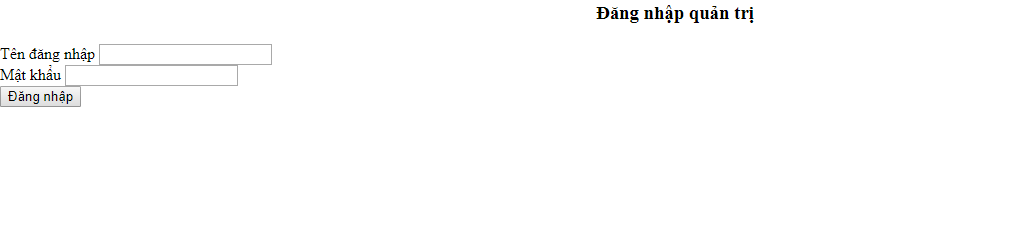 Đăng nhập quản trị
Tên đăng nhập
Mật khẩu
Đăng nhập